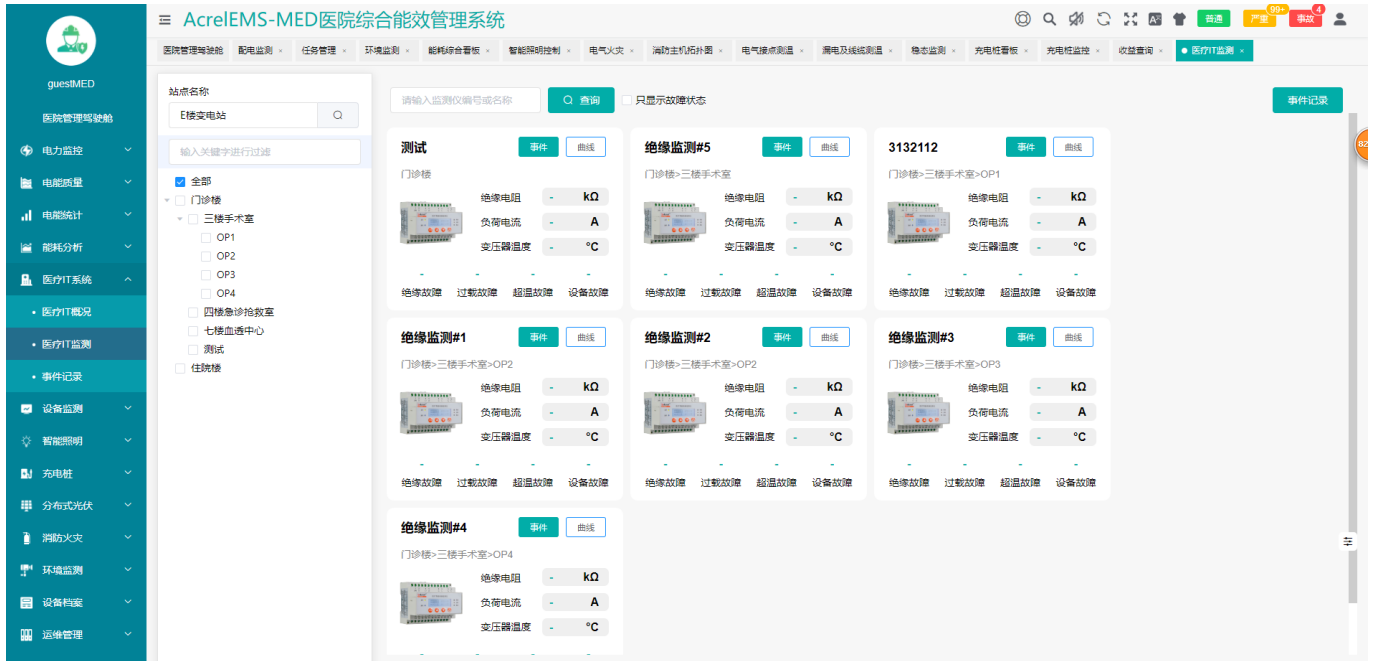 AcrelEMS-MED医院综合能效管理系统
普通
严重
99+
事故
4
guestMED
医院管理驾驶舱
电力监控
电能质量
电能统计
能耗分析
医疗IT系统
• 医疗IT概况
• 医疗IT监测
• 事件记录
设备监测
智能照明
充电桩
分布式光伏
消防火灾
环境监测
设备档案
运维管理
医院管理驾驶舱 配电监测 × 任务管理 × 环境监测 × 能耗综合看板 × 智能照明控制 × 电气火灾 × 消防主机拓扑图 × 电气接点测温 × 漏电及线缆测温 × 稳态监测 × 充电桩看板 × 充电桩监控 × 收益查询 × ● 医疗IT监测 ×
站点名称
E楼变电站
输入关键字进行过滤
全部
门诊楼
三楼手术室
OP1
OP2
OP3
OP4
四楼急诊抢救室
七楼血透中心
测试
住院楼
请输入监测仪编号或名称 查询 只显示故障状态 事件记录
测试 事件 曲线
门诊楼
绝缘电阻 - kΩ
负荷电流 - A
变压器温度 - °C
- - - -
绝缘故障 过载故障 超温故障 设备故障
绝缘监测#5 事件 曲线
门诊楼>三楼手术室
绝缘电阻 - kΩ
负荷电流 - A
变压器温度 - °C
- - - -
绝缘故障 过载故障 超温故障 设备故障
3132112 事件 曲线
门诊楼>三楼手术室>OP1
绝缘电阻 - kΩ
负荷电流 - A
变压器温度 - °C
- - - -
绝缘故障 过载故障 超温故障 设备故障
绝缘监测#1 事件 曲线
门诊楼>三楼手术室>OP2
绝缘电阻 - kΩ
负荷电流 - A
变压器温度 - °C
- - - -
绝缘故障 过载故障 超温故障 设备故障
绝缘监测#2 事件 曲线
门诊楼>三楼手术室>OP2
绝缘电阻 - kΩ
负荷电流 - A
变压器温度 - °C
- - - -
绝缘故障 过载故障 超温故障 设备故障
绝缘监测#3 事件 曲线
门诊楼>三楼手术室>OP3
绝缘电阻 - kΩ
负荷电流 - A
变压器温度 - °C
- - - -
绝缘故障 过载故障 超温故障 设备故障
绝缘监测#4 事件 曲线
门诊楼>三楼手术室>OP4
绝缘电阻 - kΩ
负荷电流 - A
变压器温度 - °C
- - - -
82